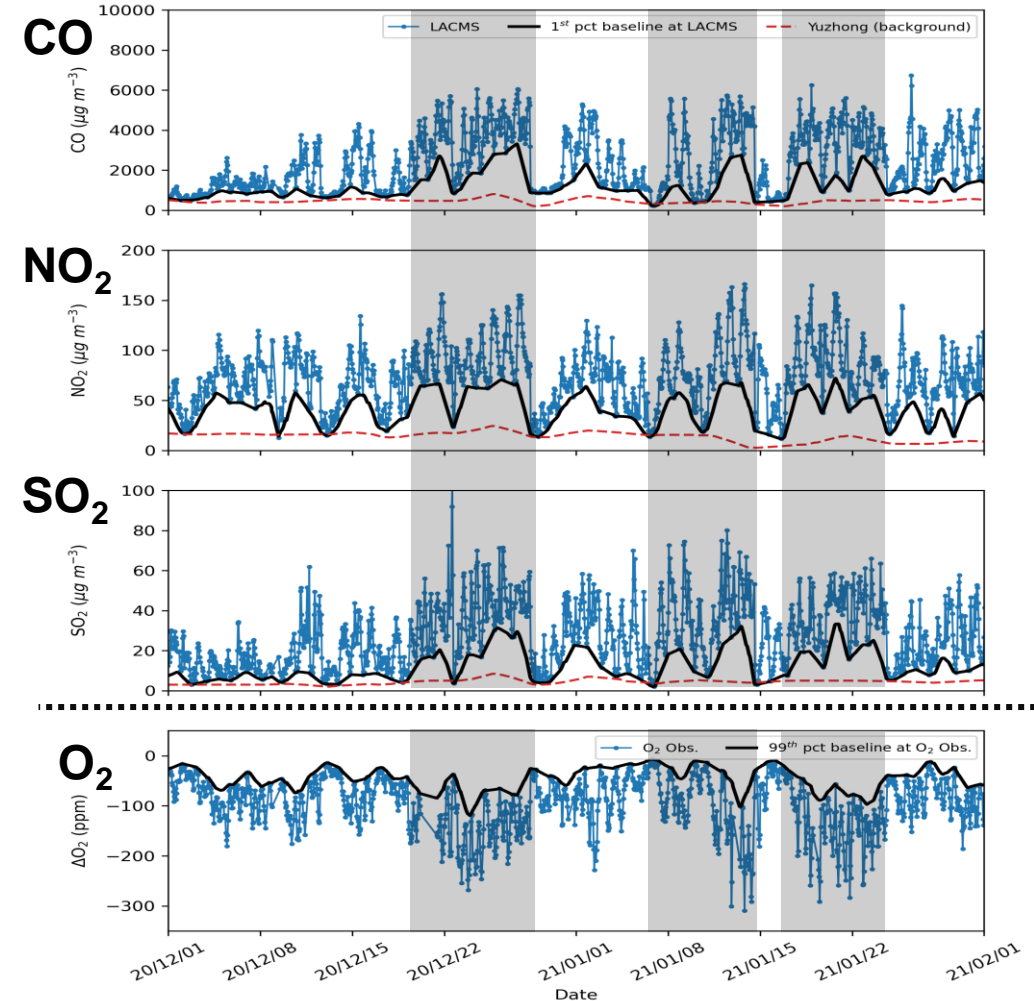 CO
CO (μg m⁻³)
10000
8000
6000
4000
2000
0
LACMS
1ˢᵗ pct baseline at LACMS
Yuzhong (background)
NO₂
NO₂ (μg m⁻³)
200
150
100
50
0
SO₂
SO₂ (μg m⁻³)
100
80
60
40
20
0
O₂
ΔO₂ (ppm)
0
−100
−200
−300
O₂ Obs.
99ᵗʰ pct baseline at O₂ Obs.
20/12/01
20/12/08
20/12/15
20/12/22
21/01/01
21/01/08
21/01/15
21/01/22
21/02/01
Date